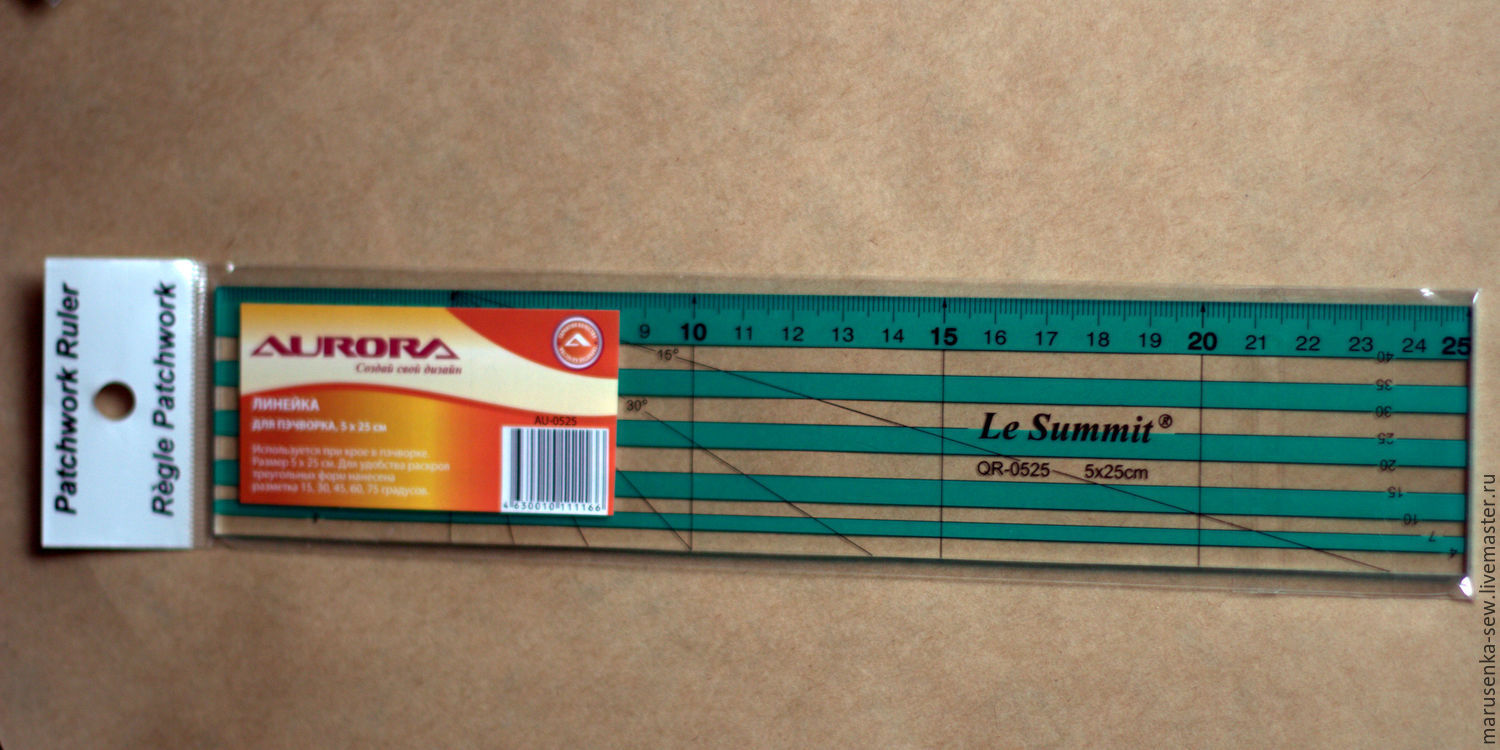 Patchwork Ruler
Règle Patchwork
AURORA
Создай свой дизайн
ЛИНЕЙКА
ДЛЯ ПЭЧВОРКА, 5 x 25 см
AU-0525
Используется при крое в пэчворке.
Размер 5 x 25 см. Для удобства раскроя
треугольных форм нанесена
разметка 15, 30, 45, 60, 75 градусов.
4 630010 111166
9 10 11 12 13 14 15 16 17 18 19 20 21 22 23 24 25
15°
30°
Le Summit®
QR-0525 5x25cm
40
35
30
25
20
15
10
7
4
marusenka-sew.livemaster.ru